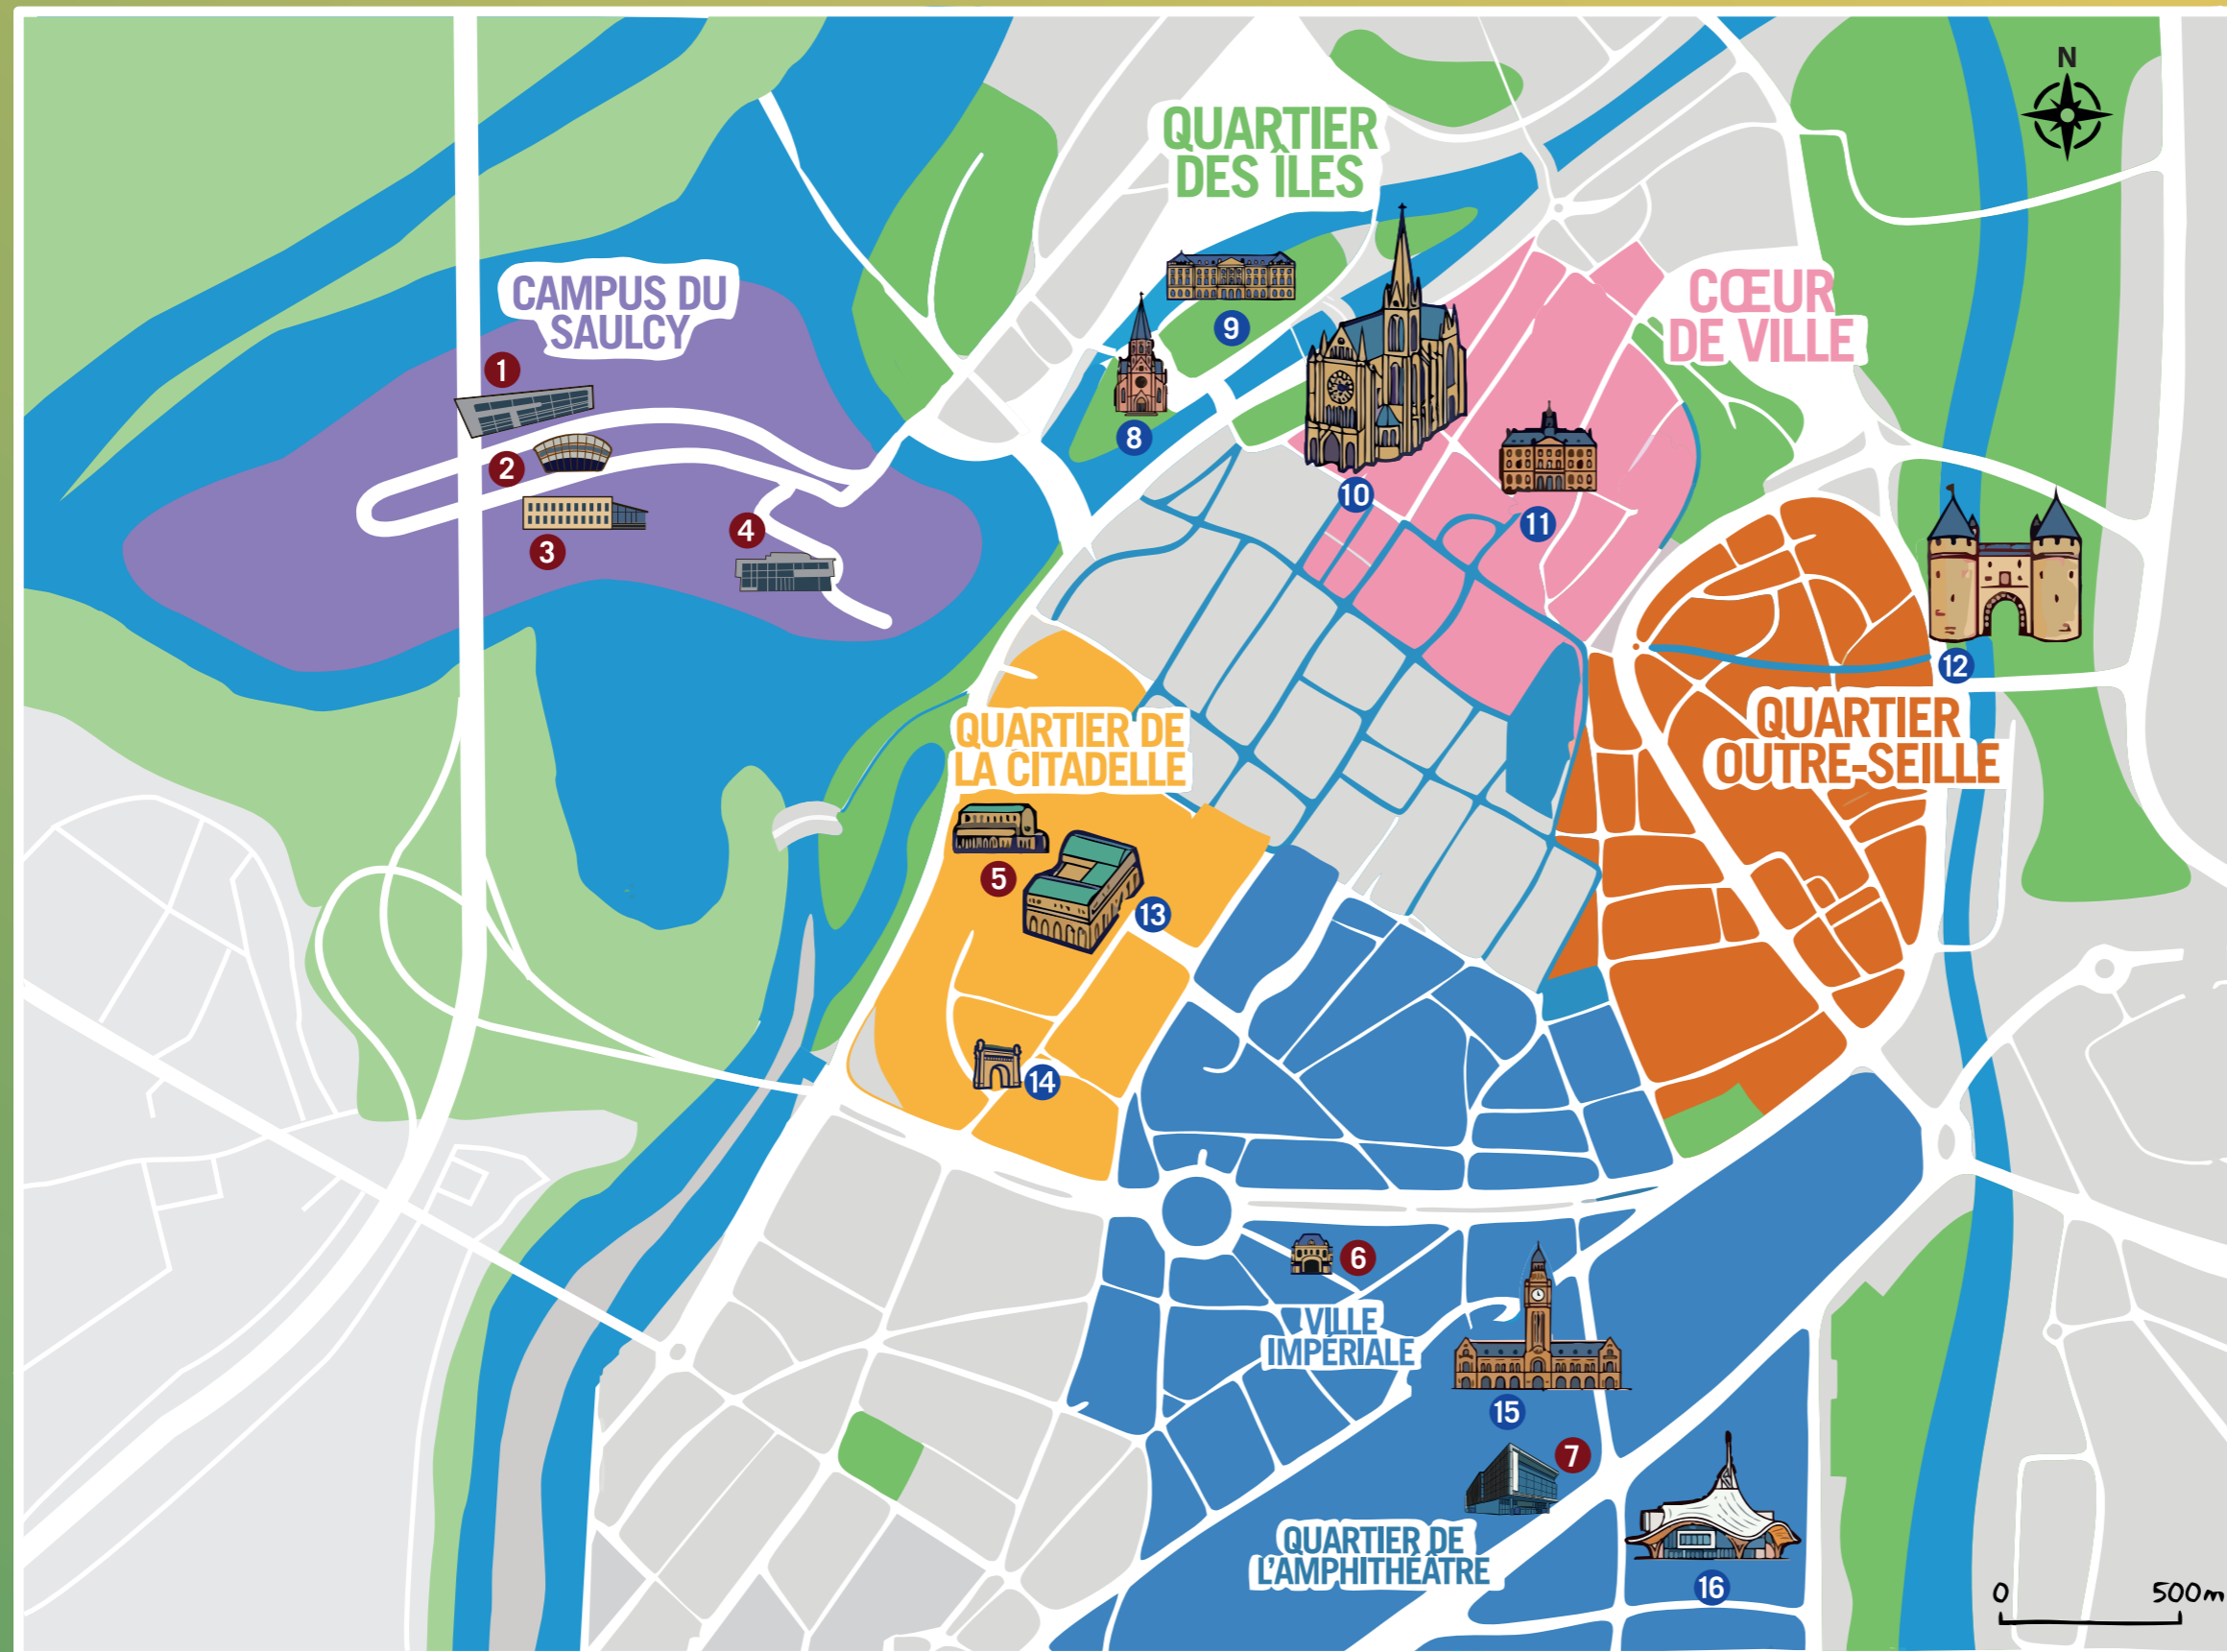 N
QUARTIER
DES ÎLES
CAMPUS DU
SAULCY
CŒUR
DE VILLE
9
1
8
2
10
11
4
3
12
QUARTIER DE
LA CITADELLE
QUARTIER
OUTRE-SEILLE
5
13
14
6
VILLE
IMPÉRIALE
15
7
QUARTIER DE
L'AMPHITHÉÂTRE
16
0 500m